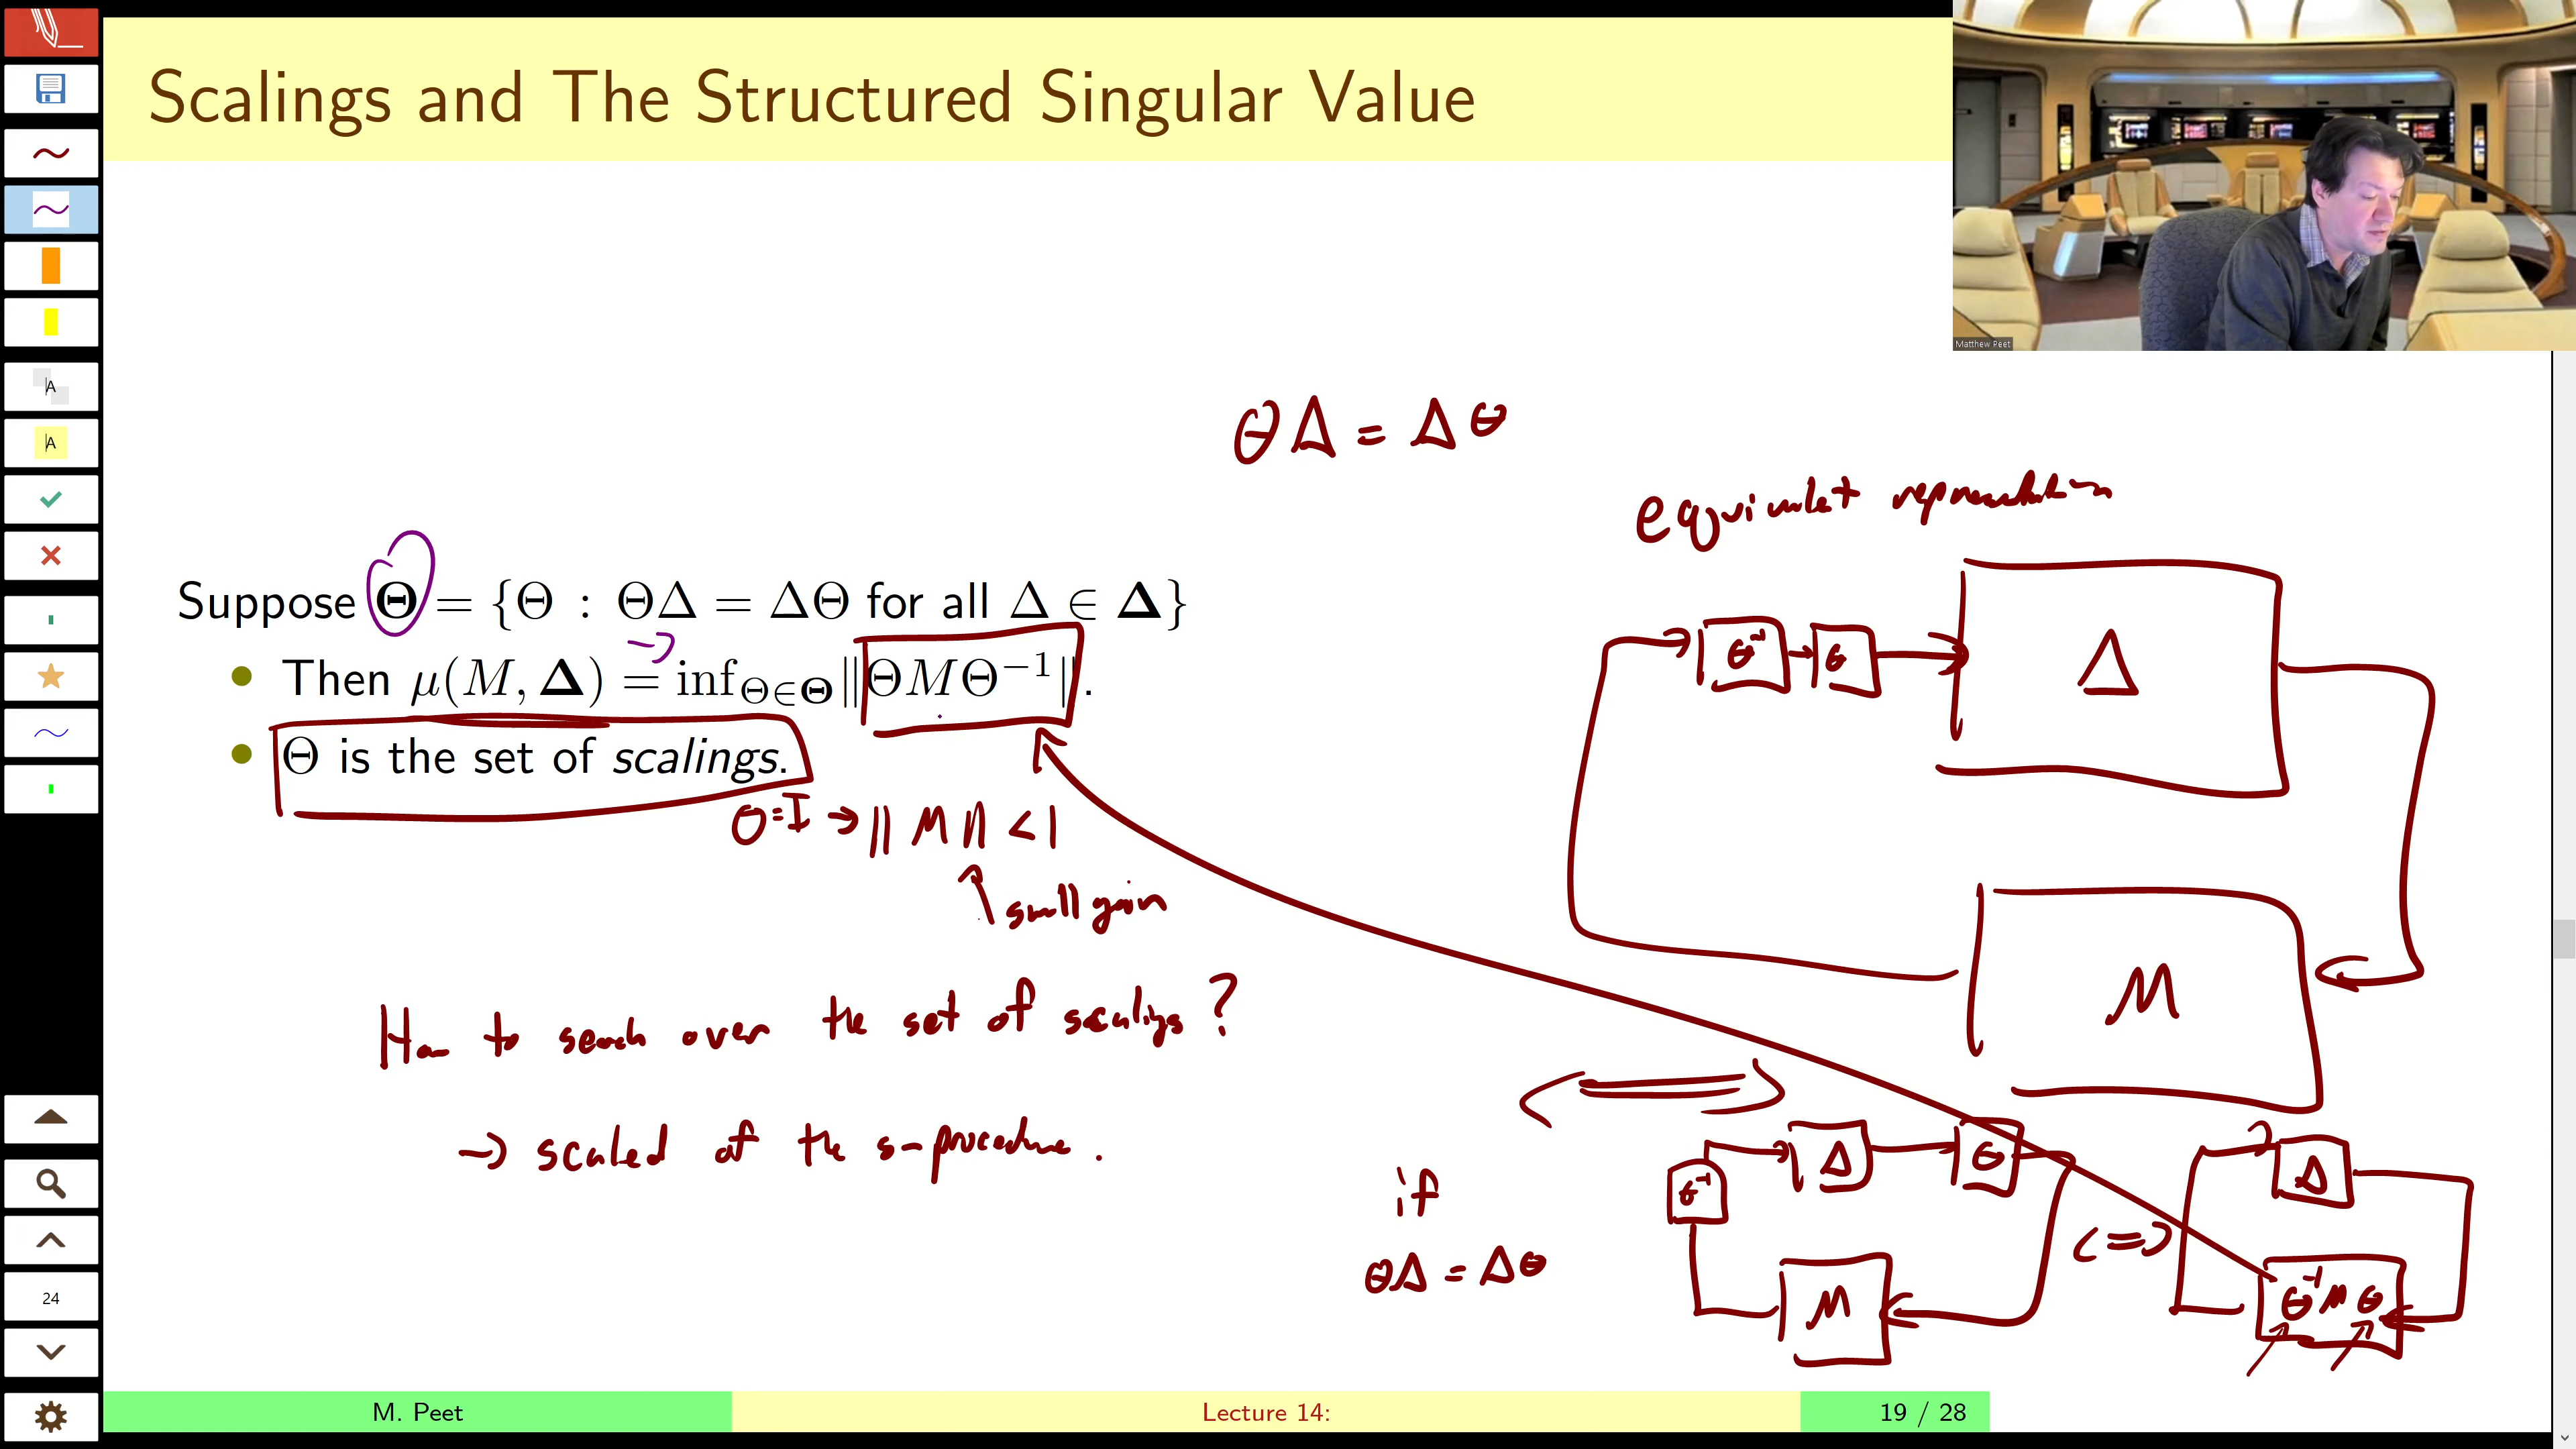 Scalings and The Structured Singular Value
Matthew Peet
ΘΔ = ΔΘ
equivalent representation
Suppose Θ = {Θ : ΘΔ = ΔΘ for all Δ ∈ Δ}
Θ⁻¹ Θ Δ
• Then μ(M, Δ) = inf_{Θ∈Θ} ‖ΘMΘ⁻¹‖.
• Θ is the set of scalings.
Θ=I → ‖M‖ < 1
small gain
M
How to search over the set of scalings?
→ scaled of the s-procedure.
Θ⁻¹ Δ Θ
Δ
if
ΘΔ = ΔΘ
M
⟺
Θ⁻¹MΘ
A
A
24
M. Peet
Lecture 14:
19 / 28